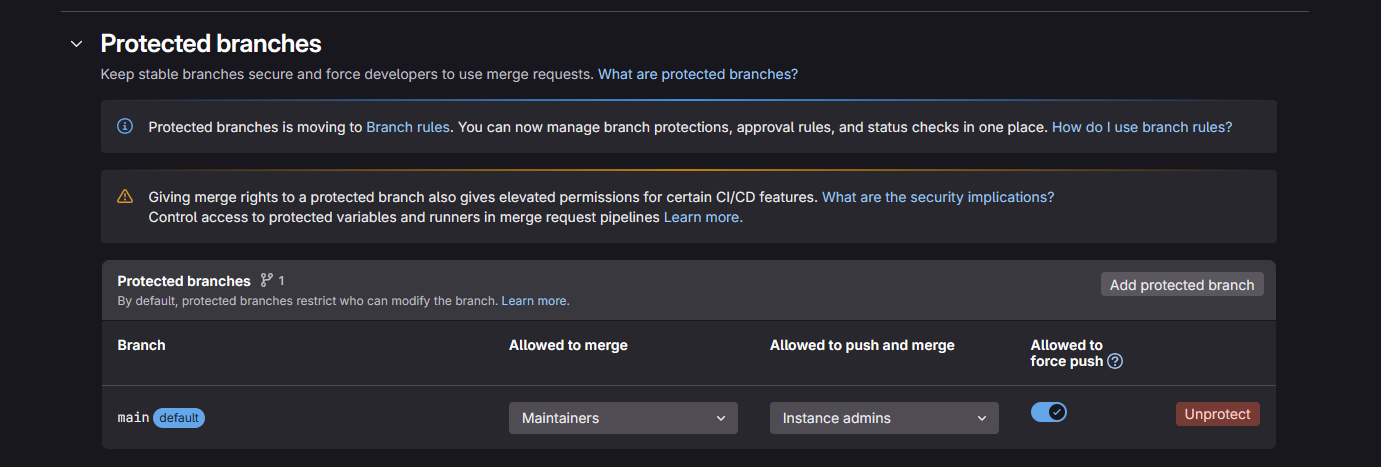 Protected branches
Keep stable branches secure and force developers to use merge requests. What are protected branches?
Protected branches is moving to Branch rules. You can now manage branch protections, approval rules, and status checks in one place. How do I use branch rules?
Giving merge rights to a protected branch also gives elevated permissions for certain CI/CD features. What are the security implications?
Control access to protected variables and runners in merge request pipelines Learn more.
Protected branches 1
Add protected branch
By default, protected branches restrict who can modify the branch. Learn more.
Branch Allowed to merge Allowed to push and merge Allowed to
force push
main default Maintainers Instance admins Unprotect